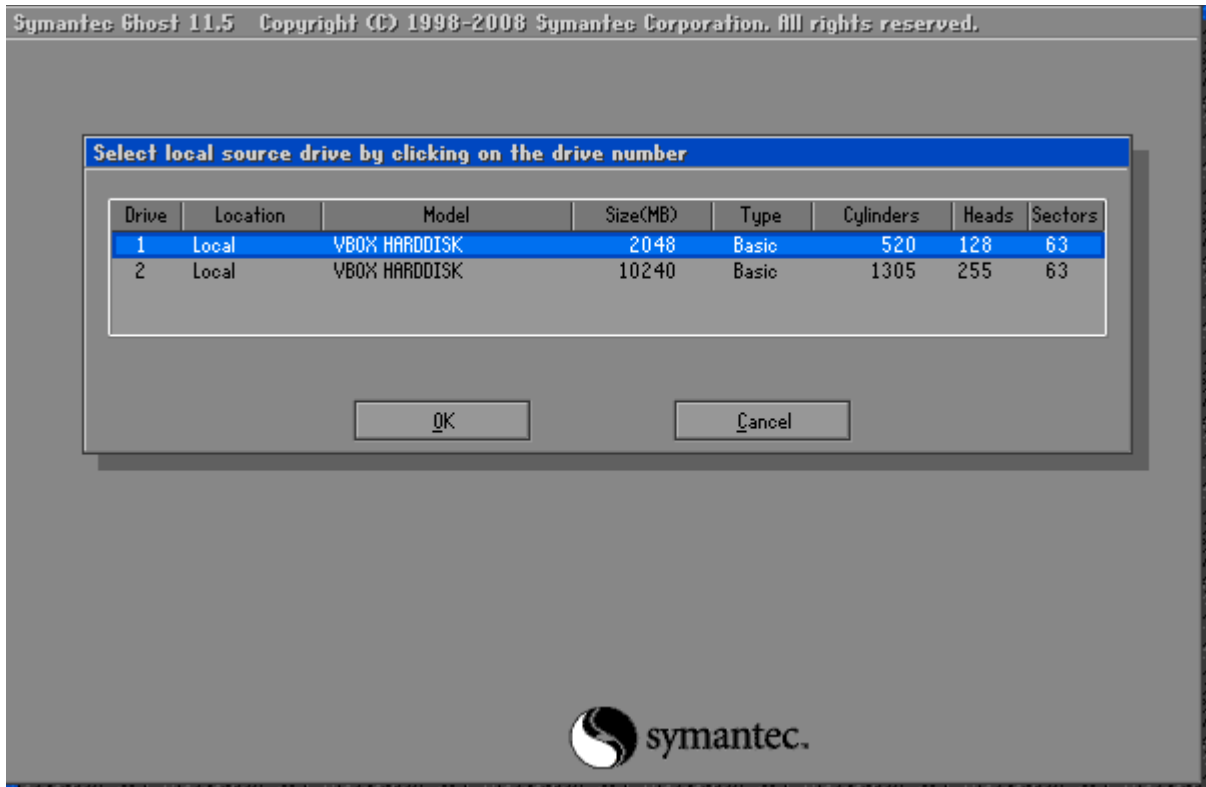 Symantec Ghost 11.5 Copyright (C) 1998-2008 Symantec Corporation. All rights reserved.
Select local source drive by clicking on the drive number
Drive Location Model Size(MB) Type Cylinders Heads Sectors
1 Local VBOX HARDDISK 2048 Basic 520 128 63
2 Local VBOX HARDDISK 10240 Basic 1305 255 63
OK Cancel
symantec.